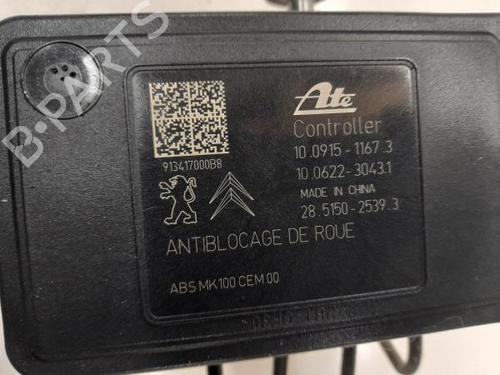 B-PARTS
Ate
Controller
913417000B8
10.0915-1167.3
10.0622-3043.1
MADE IN CHINA
28.5150-2539.3
ANTIBLOCAGE DE ROUE
ABS MK100 CEM 00